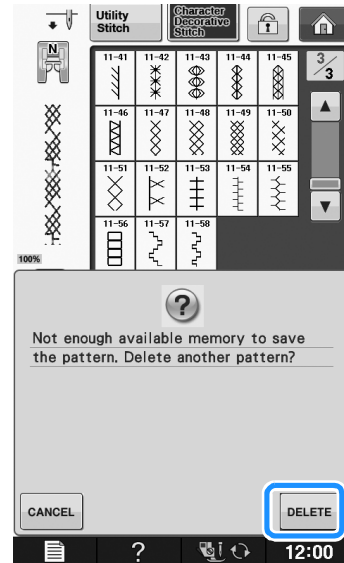 Utility
Stitch
Character
Decorative
Stitch
N
3/3
11-41 11-42 11-43 11-44 11-45
11-46 11-47 11-48 11-49 11-50
11-51 11-52 11-53 11-54 11-55
11-56 11-57 11-58
100%
?
Not enough available memory to save
the pattern. Delete another pattern?
CANCEL
DELETE
?
12:00